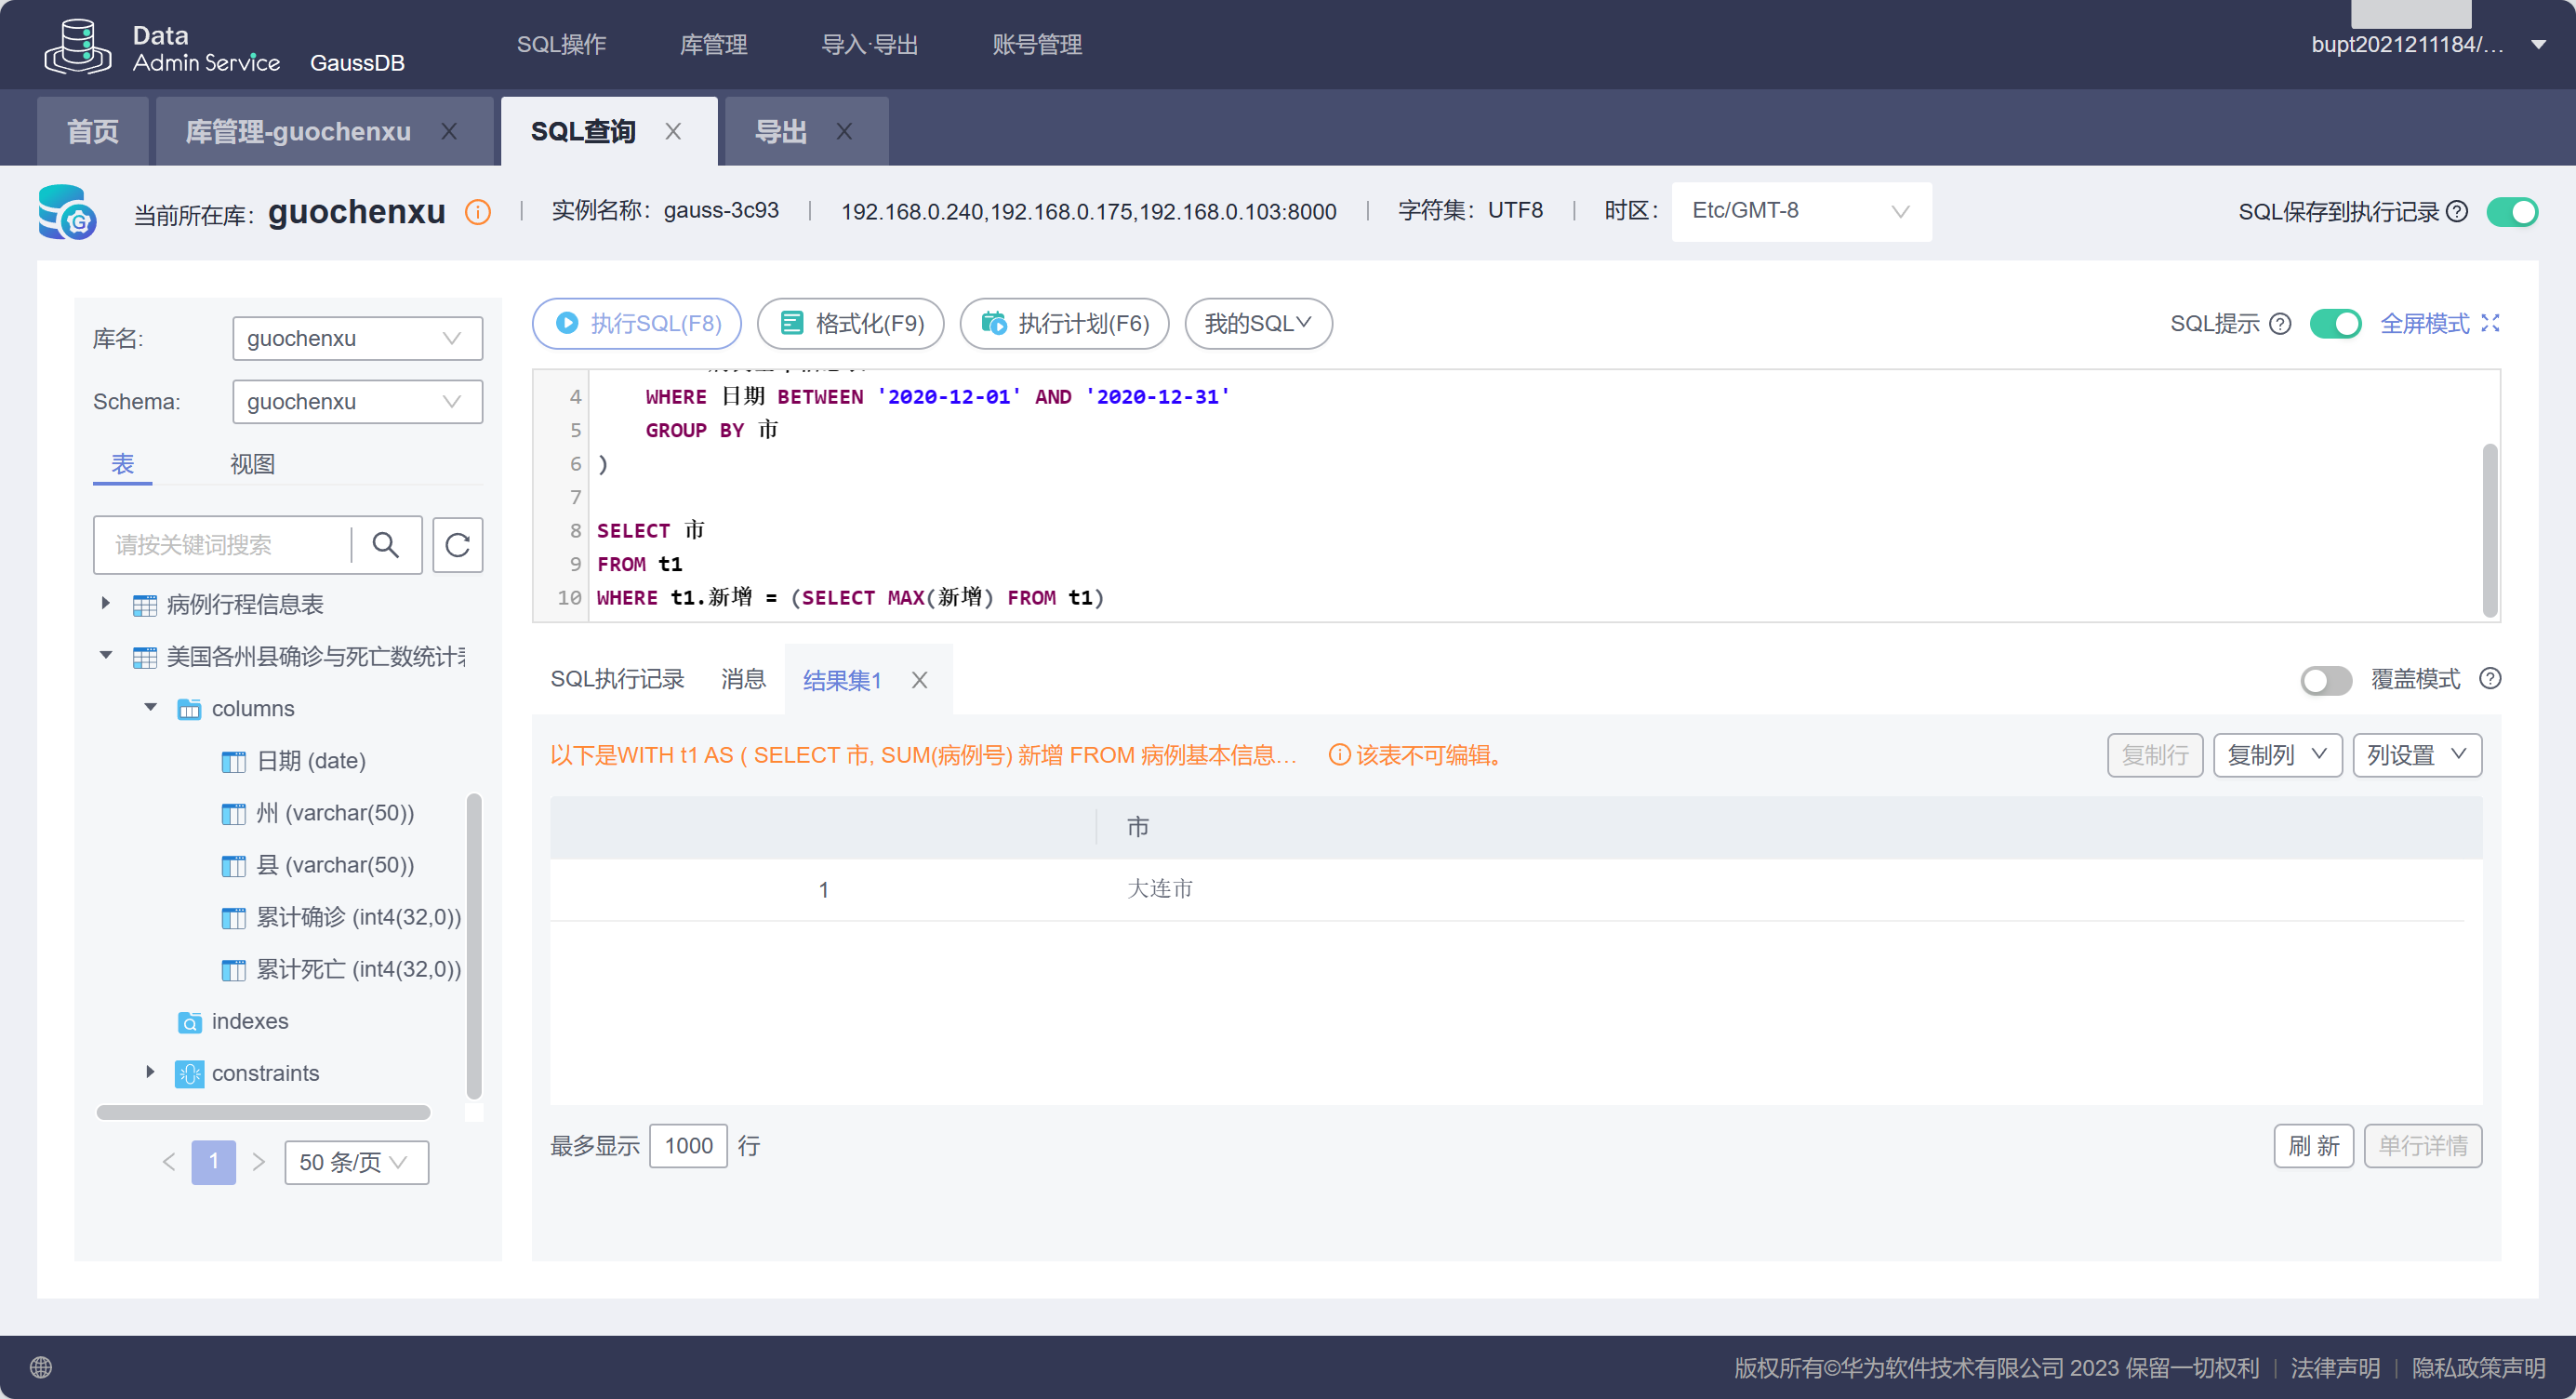 Data
Admin Service GaussDB SQL操作 库管理 导入·导出 账号管理 bupt2021211184/...
首页 库管理-guochenxu SQL查询 导出
当前所在库: guochenxu 实例名称: gauss-3c93 | 192.168.0.240,192.168.0.175,192.168.0.103:8000 | 字符集: UTF8 | 时区: Etc/GMT-8 SQL保存到执行记录
库名: guochenxu
Schema: guochenxu
表 视图
请按关键词搜索
病例行程信息表
美国各州县确诊与死亡数统计
columns
日期 (date)
州 (varchar(50))
县 (varchar(50))
累计确诊 (int4(32,0))
累计死亡 (int4(32,0))
indexes
constraints
< 1 > 50 条/页
执行SQL(F8) 格式化(F9) 执行计划(F6) 我的SQL SQL提示 全屏模式
4 WHERE 日期 BETWEEN '2020-12-01' AND '2020-12-31'
5 GROUP BY 市
6 )
7
8 SELECT 市
9 FROM t1
10 WHERE t1.新增 = (SELECT MAX(新增) FROM t1)
SQL执行记录 消息 结果集1 覆盖模式
以下是WITH t1 AS ( SELECT 市, SUM(病例号) 新增 FROM 病例基本信息... 该表不可编辑。 复制行 复制列 列设置
市
1 大连市
最多显示 1000 行 刷 新 单行详情
版权所有©华为软件技术有限公司 2023 保留一切权利 | 法律声明 | 隐私政策声明